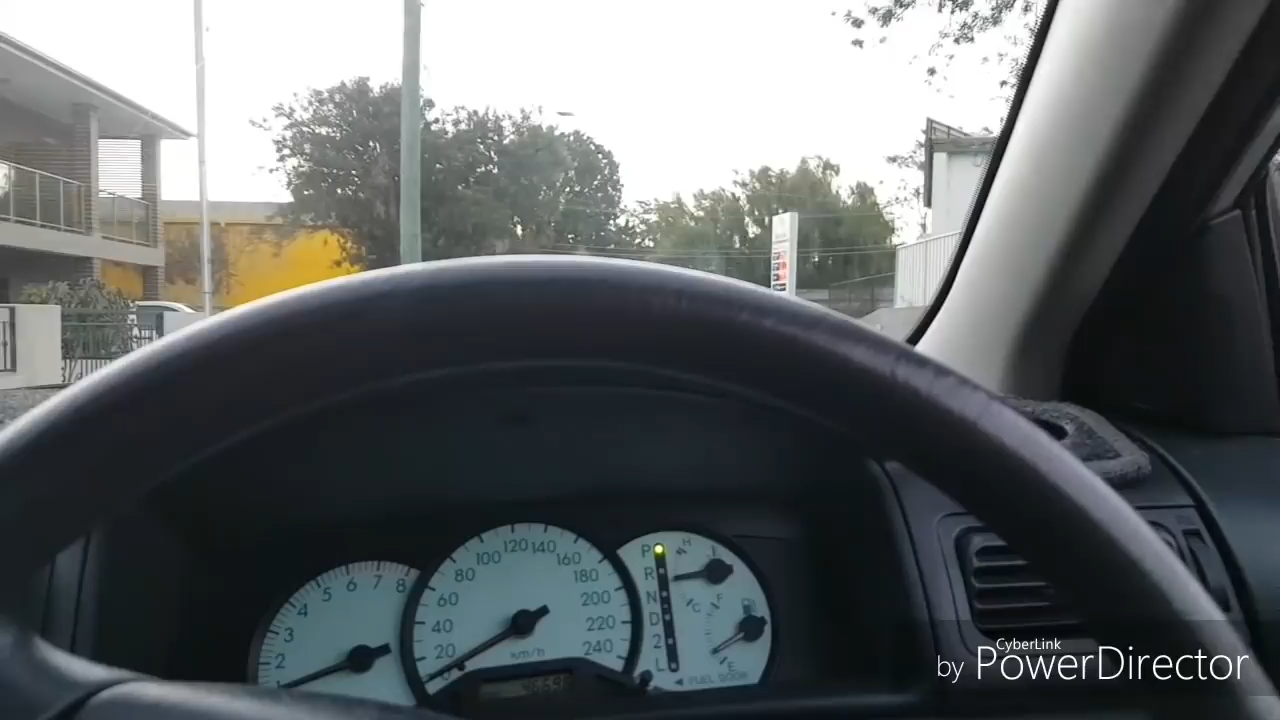 2 3 4 5 6 7 8
20 40 60 80 100 120 140 160 180 200 220 240
km/h
P
R
N
D
2
L
H
C
F
E
FUEL DOOR
CyberLink
by PowerDirector